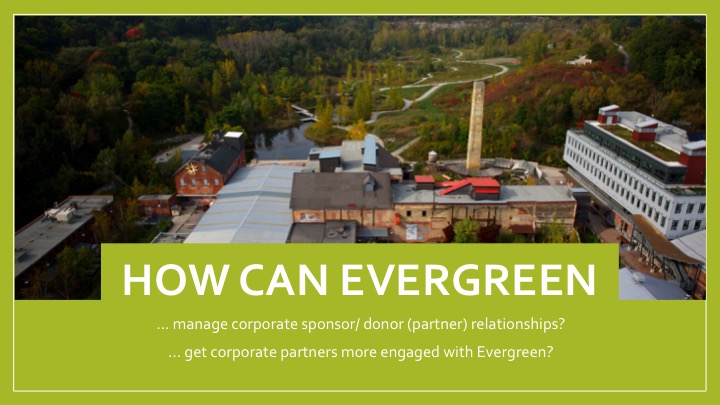 HOW CAN EVERGREEN
... manage corporate sponsor/ donor (partner) relationships?
... get corporate partners more engaged with Evergreen?